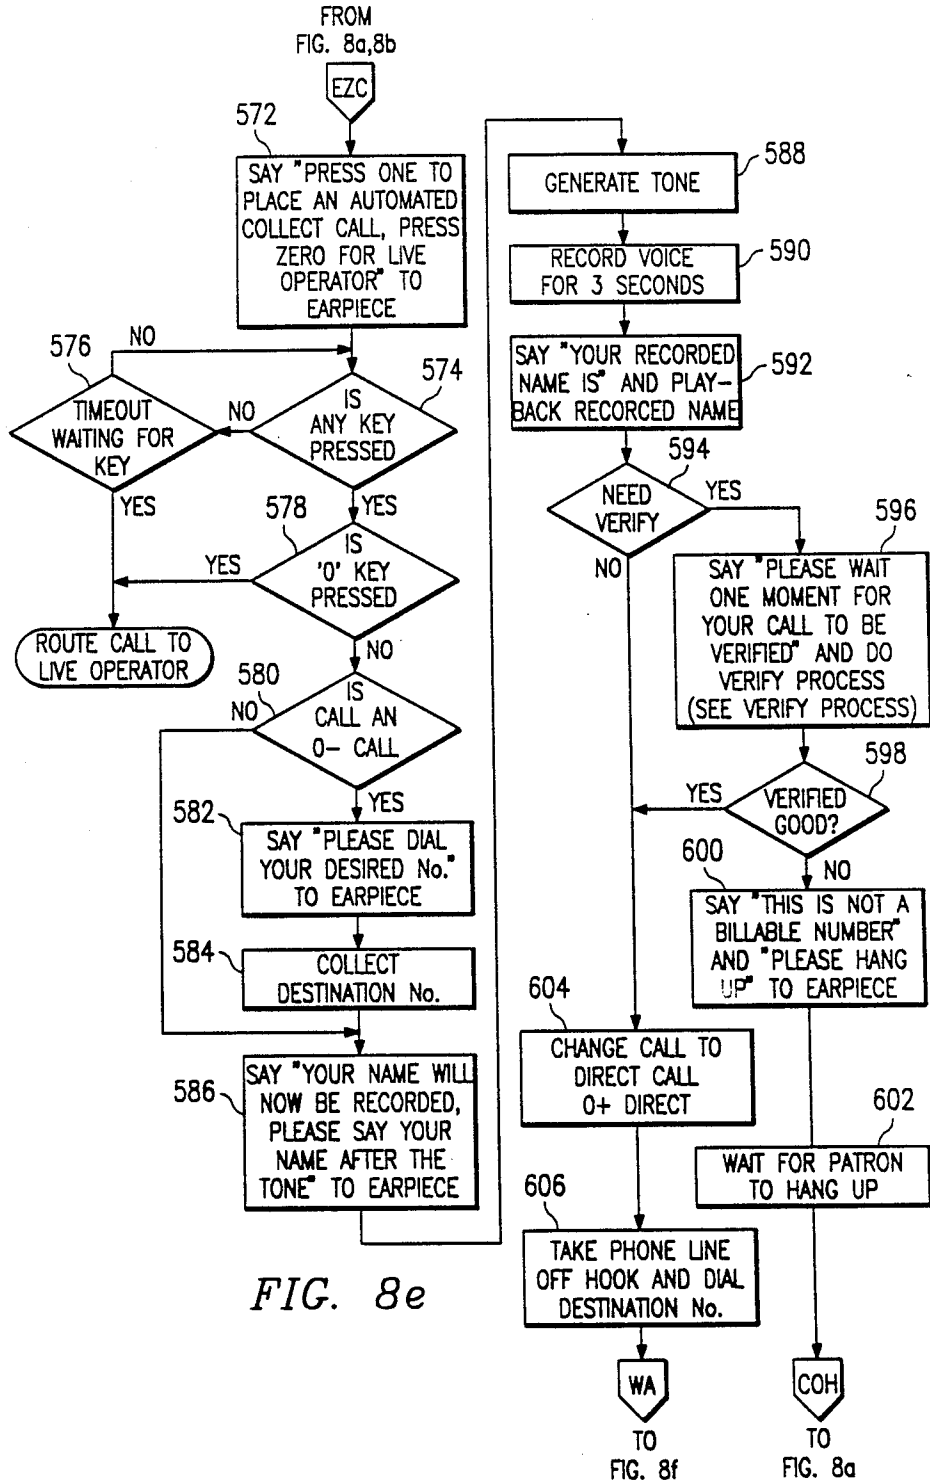 FROM
FIG. 8a,8b
EZC
572
SAY "PRESS ONE TO
PLACE AN AUTOMATED
COLLECT CALL, PRESS
ZERO FOR LIVE
OPERATOR" TO
EARPIECE
576
NO
574
TIMEOUT
WAITING FOR
KEY
NO
IS
ANY KEY
PRESSED
YES
578
YES
IS
'0' KEY
PRESSED
YES
ROUTE CALL TO
LIVE OPERATOR
NO
580
NO
IS
CALL AN
0- CALL
YES
582
SAY "PLEASE DIAL
YOUR DESIRED No."
TO EARPIECE
584
COLLECT
DESTINATION No.
586
SAY "YOUR NAME WILL
NOW BE RECORDED,
PLEASE SAY YOUR
NAME AFTER THE
TONE" TO EARPIECE
588
GENERATE TONE
590
RECORD VOICE
FOR 3 SECONDS
592
SAY "YOUR RECORDED
NAME IS" AND PLAY-
BACK RECORCED NAME
594
NEED
VERIFY
YES
NO
596
SAY "PLEASE WAIT
ONE MOMENT FOR
YOUR CALL TO BE
VERIFIED" AND DO
VERIFY PROCESS
(SEE VERIFY PROCESS)
598
YES
VERIFIED
GOOD?
NO
600
SAY "THIS IS NOT A
BILLABLE NUMBER"
AND "PLEASE HANG
UP" TO EARPIECE
604
CHANGE CALL TO
DIRECT CALL
0+ DIRECT
602
WAIT FOR PATRON
TO HANG UP
606
TAKE PHONE LINE
OFF HOOK AND DIAL
DESTINATION No.
WA
TO
FIG. 8f
COH
TO
FIG. 8a
FIG. 8e